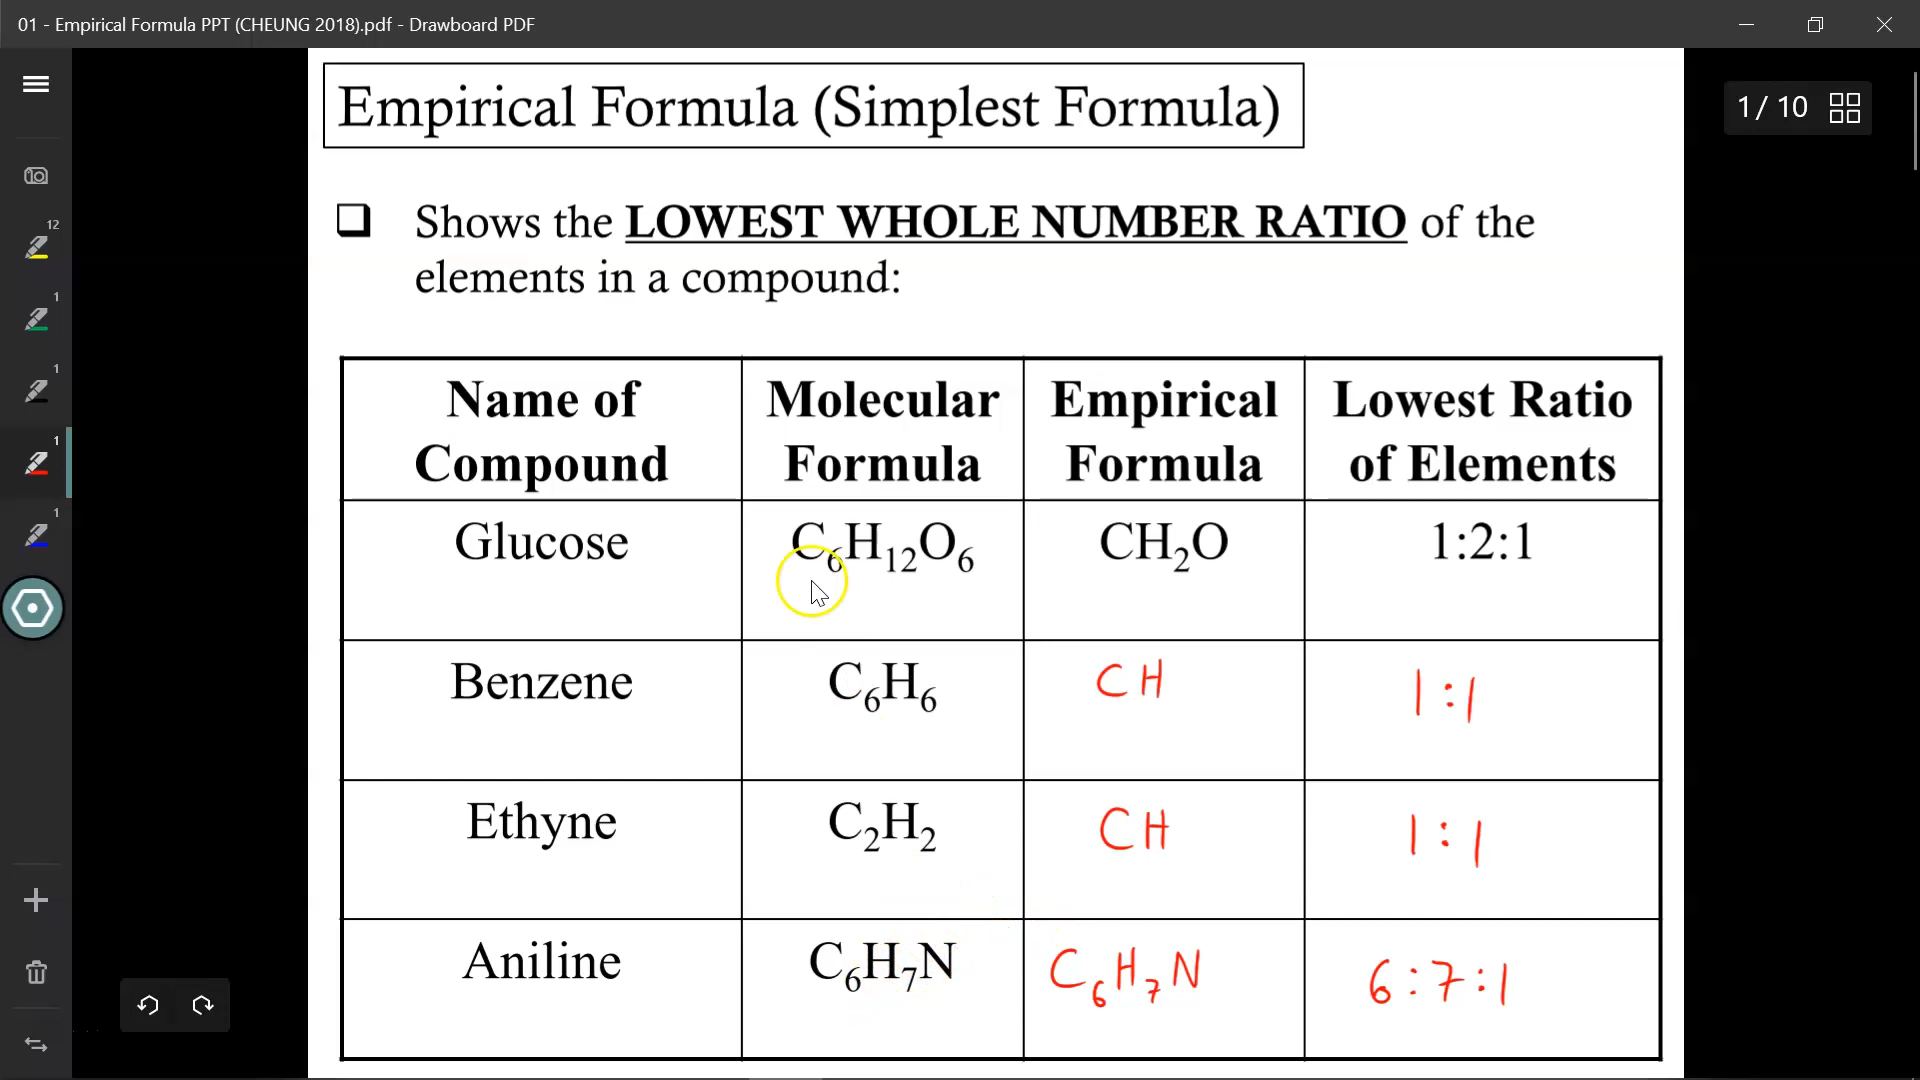 01 - Empirical Formula PPT (CHEUNG 2018).pdf - Drawboard PDF
1 / 10
Empirical Formula (Simplest Formula)
Shows the LOWEST WHOLE NUMBER RATIO of the
elements in a compound:
Name of Compound
Molecular Formula
Empirical Formula
Lowest Ratio of Elements
Glucose C₆H₁₂O₆ CH₂O 1:2:1
Benzene C₆H₆ CH 1:1
Ethyne C₂H₂ CH 1:1
Aniline C₆H₇N C₆H₇N 6:7:1
12
1
1
1
1